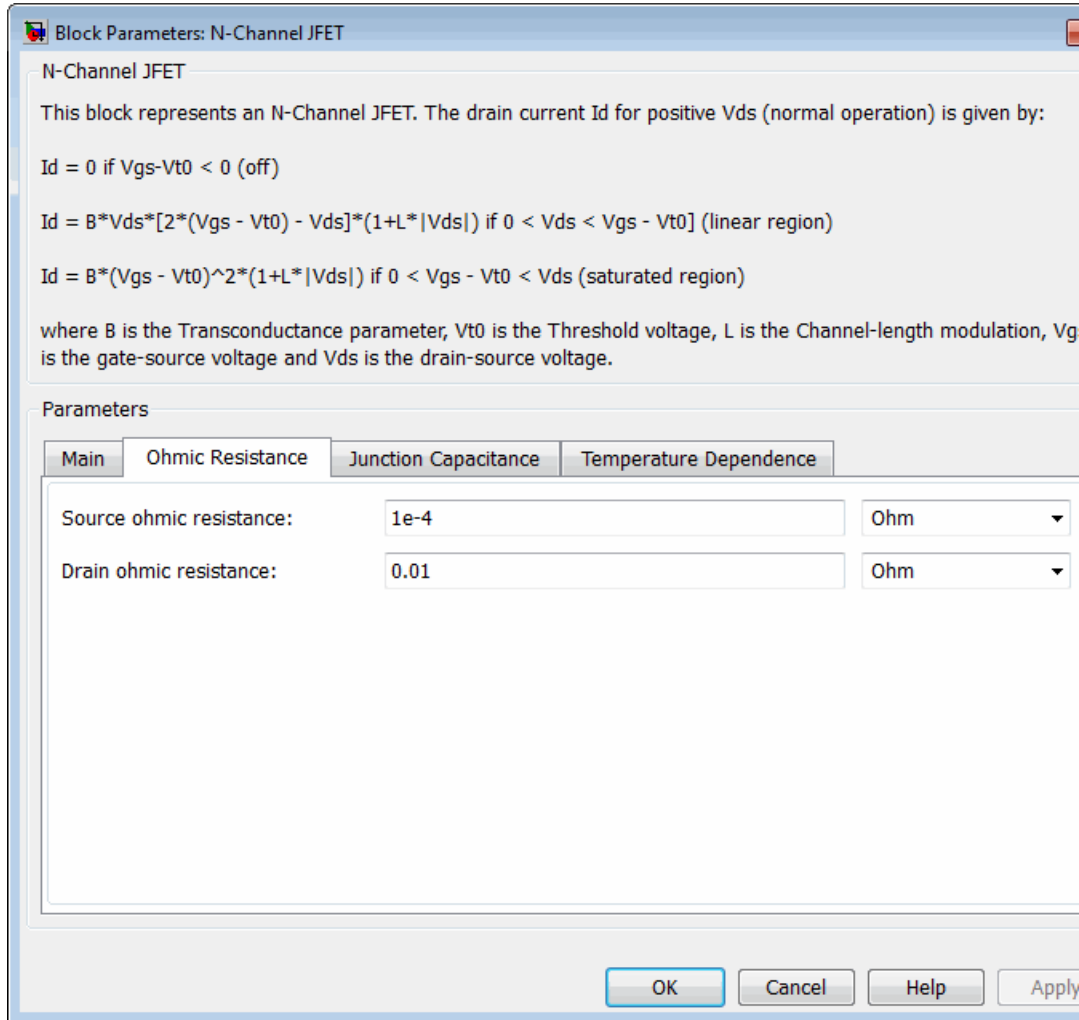 Block Parameters: N-Channel JFET
N-Channel JFET
This block represents an N-Channel JFET. The drain current Id for positive Vds (normal operation) is given by:
Id = 0 if Vgs-Vt0 < 0 (off)
Id = B*Vds*[2*(Vgs - Vt0) - Vds]*(1+L*|Vds|) if 0 < Vds < Vgs - Vt0] (linear region)
Id = B*(Vgs - Vt0)^2*(1+L*|Vds|) if 0 < Vgs - Vt0 < Vds (saturated region)
where B is the Transconductance parameter, Vt0 is the Threshold voltage, L is the Channel-length modulation, Vg
is the gate-source voltage and Vds is the drain-source voltage.
Parameters
Main Ohmic Resistance Junction Capacitance Temperature Dependence
Source ohmic resistance: 1e-4 Ohm
Drain ohmic resistance: 0.01 Ohm
OK Cancel Help Apply